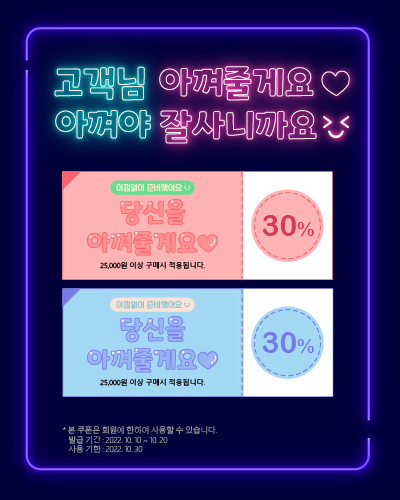 고객님 아껴줄게요♡
아껴야 잘사니까요
아낌없이 준비했어요
당신을
아껴줄게요
25,000원 이상 구매시 적용됩니다.
30%
아낌없이 준비했어요
당신을
아껴줄게요
25,000원 이상 구매시 적용됩니다.
30%
* 본 쿠폰은 회원에 한하여 사용할 수 있습니다.
발급 기간 : 2022. 10. 10 ~ 10. 20
사용 기한 : 2022. 10. 30